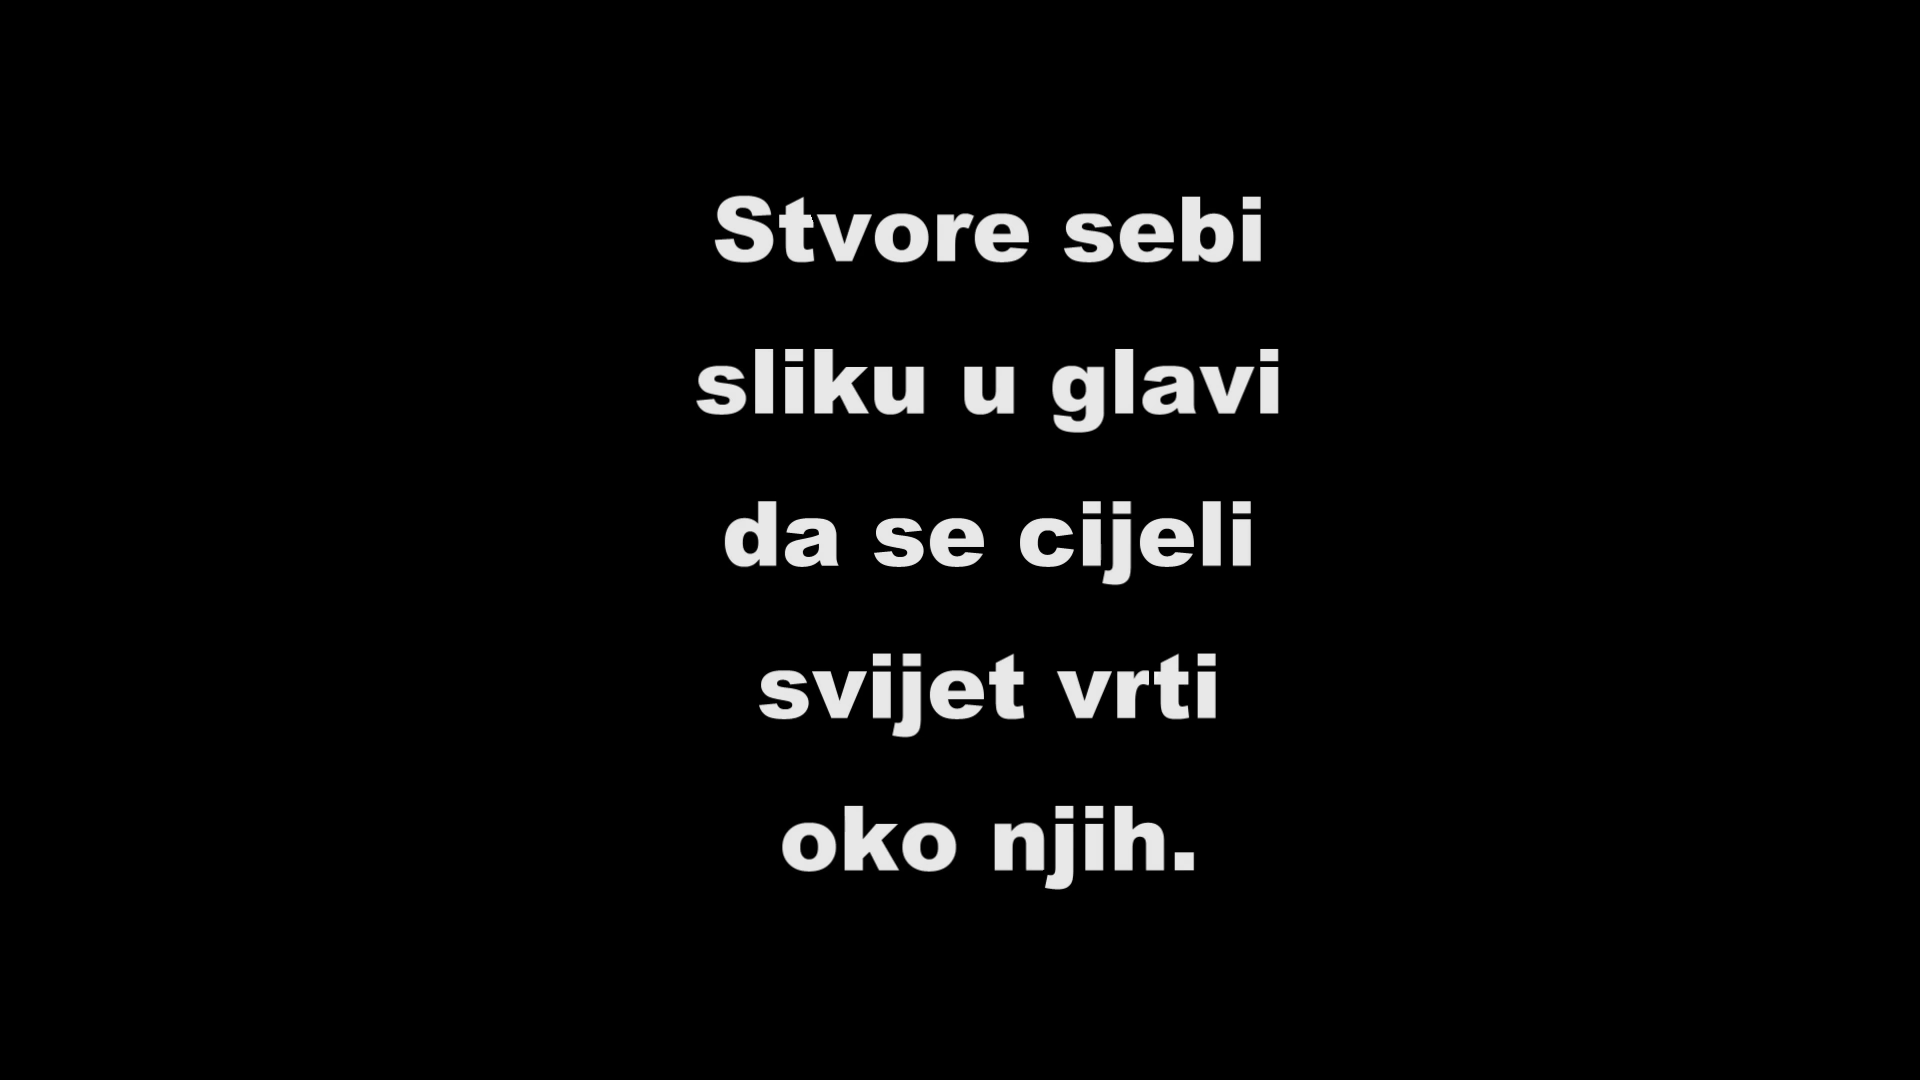 Stvore sebi
sliku u glavi
da se cijeli
svijet vrti
oko njih.